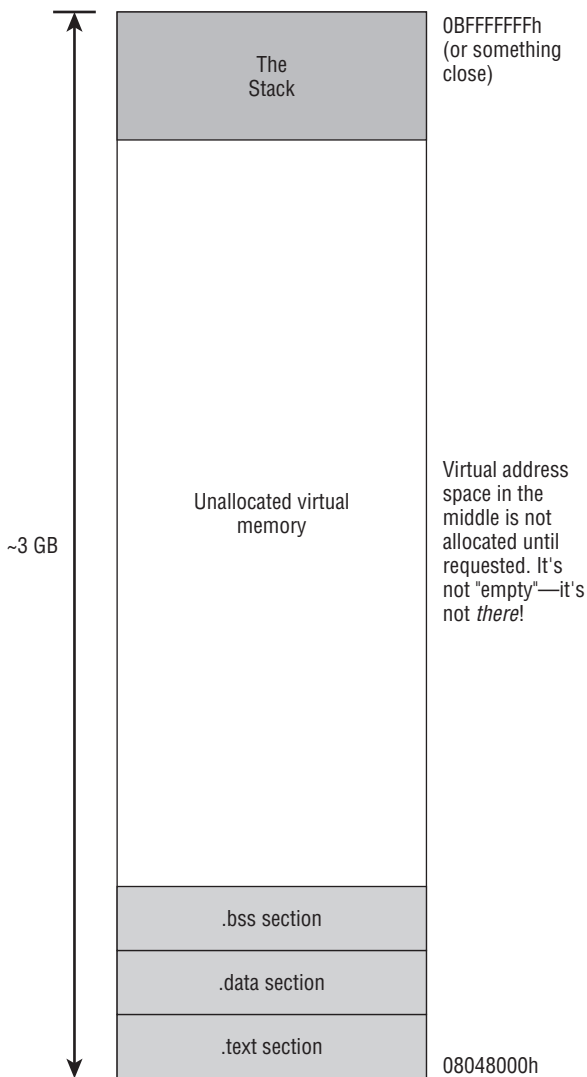 The
Stack
0BFFFFFFFh
(or something
close)
~3 GB
Unallocated virtual
memory
Virtual address
space in the
middle is not
allocated until
requested. It's
not "empty"—it's
not there!
.bss section
.data section
.text section
08048000h